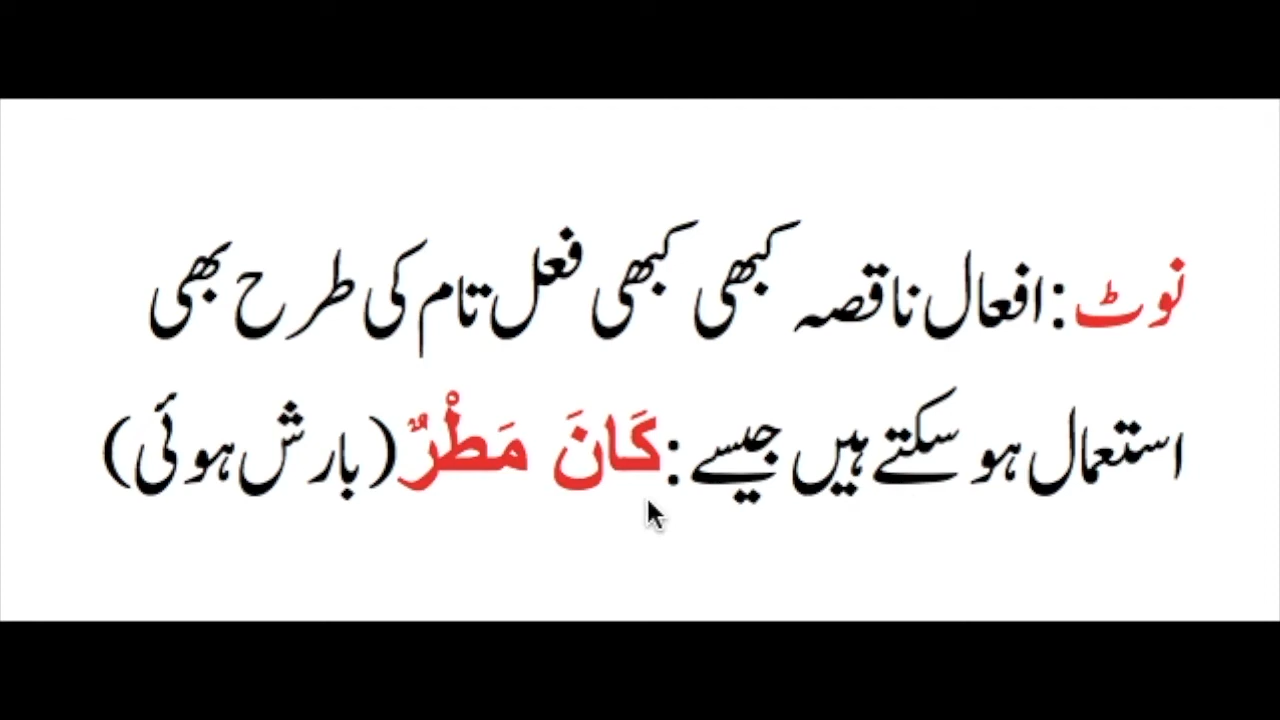 نوٹ: افعال ناقصہ کبھی کبھی فعل تام کی طرح بھی
استعمال ہو سکتے ہیں جیسے: كَانَ مَطْرٌ (بارش ہوئی)